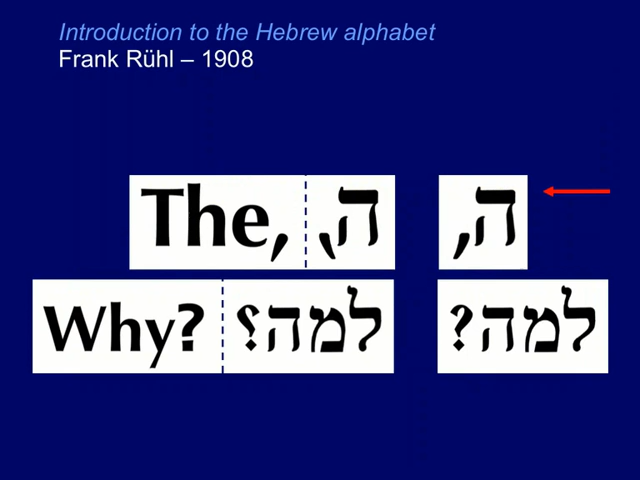 Introduction to the Hebrew alphabet
Frank Rühl – 1908
The, ה⹁ ה,
Why? למה؟ למה?